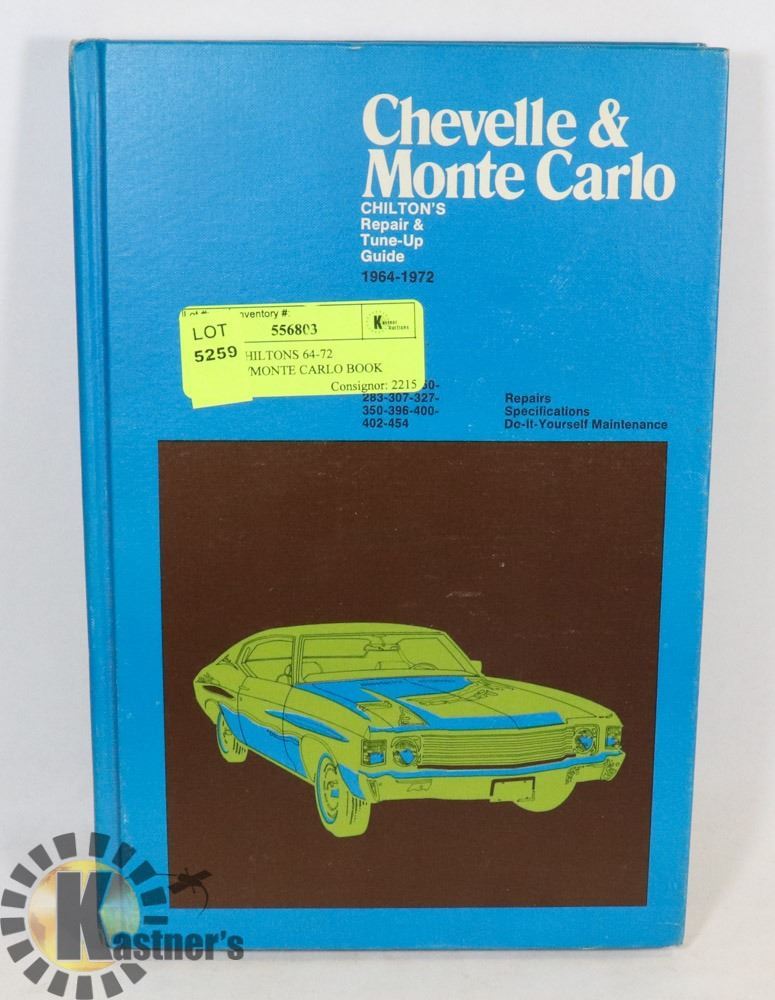 Chevelle &
Monte Carlo
CHILTON'S
Repair &
Tune-Up
Guide
1964-1972
Inventory #:
LOT 556803
5259 HILTONS 64-72
/MONTE CARLO BOOK
Consignor: 2215
283-307-327-
350-396-400-
402-454
Repairs
Specifications
Do-It-Yourself Maintenance
Kastner's